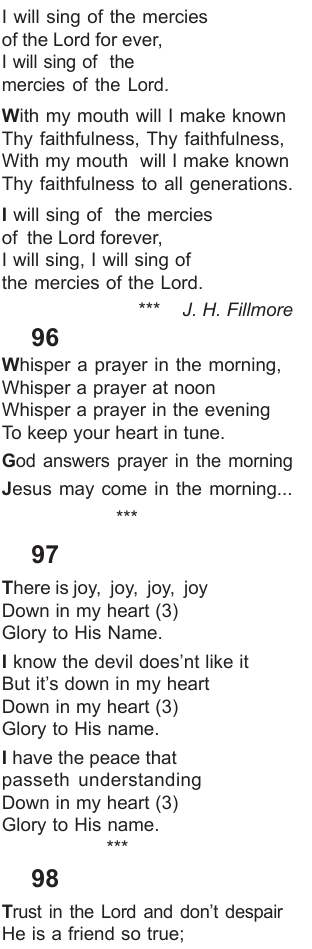 I will sing of the mercies
of the Lord for ever,
I will sing of the
mercies of the Lord.
With my mouth will I make known
Thy faithfulness, Thy faithfulness,
With my mouth will I make known
Thy faithfulness to all generations.
I will sing of the mercies
of the Lord forever,
I will sing, I will sing of
the mercies of the Lord.
*** J. H. Fillmore
96
Whisper a prayer in the morning,
Whisper a prayer at noon
Whisper a prayer in the evening
To keep your heart in tune.
God answers prayer in the morning
Jesus may come in the morning...
***
97
There is joy, joy, joy, joy
Down in my heart (3)
Glory to His Name.
I know the devil does'nt like it
But it's down in my heart
Down in my heart (3)
Glory to His name.
I have the peace that
passeth understanding
Down in my heart (3)
Glory to His name.
***
98
Trust in the Lord and don't despair
He is a friend so true;